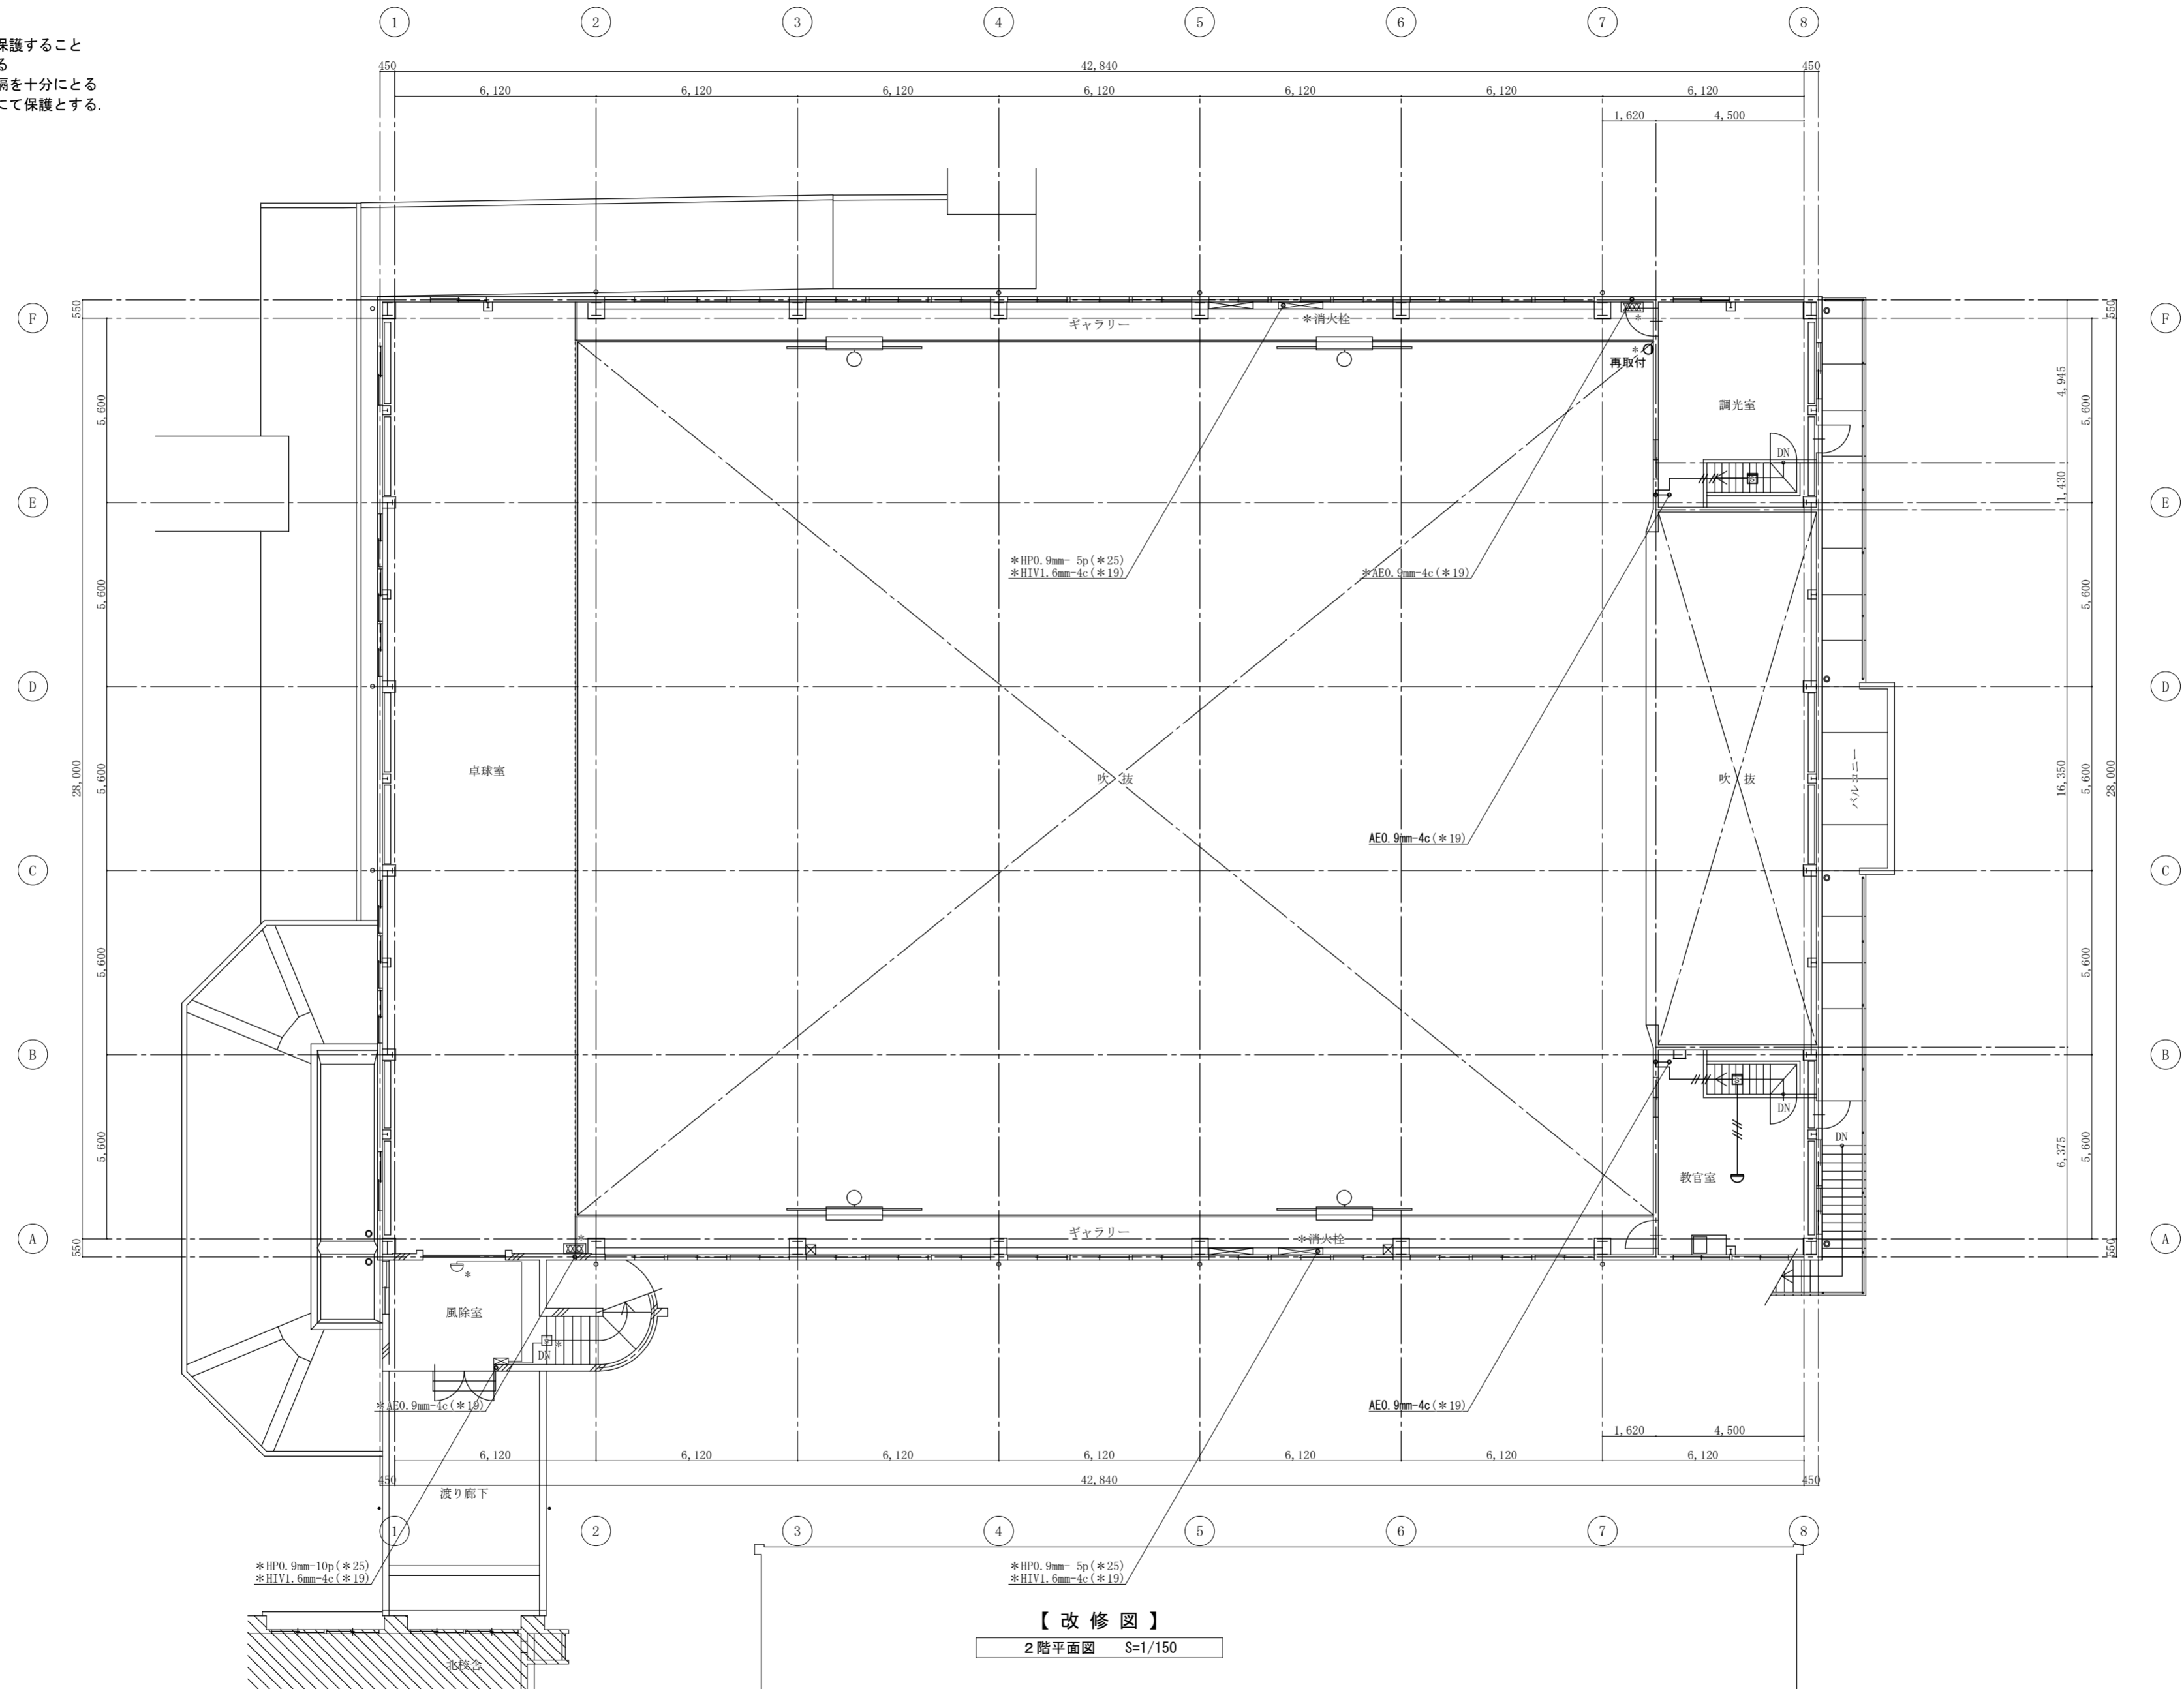 1 2 3 4 5 6 7 8
保護すること
る
隔を十分にとる
にて保護とする.
450 42,840 450
6,120 6,120 6,120 6,120 6,120 6,120 6,120
1,620 4,500
550 550
F F
ギャラリー
＊消火栓
＊
＊
再取付
4,945
5,600 5,600
調光室
DN
1,430
E E
＊HP0.9mm- 5p(＊25)
＊HIV1.6mm-4c(＊19)
＊AE0.9mm-4c(＊19)
5,600 5,600
D D
卓球室
吹 抜
吹 抜
バルコニー
28,000 5,600 16,350 5,600 28,000
AE0.9mm-4c(＊19)
C C
5,600 5,600
B B
DN
DN
5,600 6,375 5,600
教官室
ギャラリー
＊消火栓
＊
A A
550 550
＊
風除室
＊
DN
＊AE0.9mm-4c(＊19)
AE0.9mm-4c(＊19)
1,620 4,500
6,120 6,120 6,120 6,120 6,120 6,120 6,120
450 42,840 450
渡り廊下
1 2 3 4 5 6 7 8
＊HP0.9mm-10p(＊25)
＊HIV1.6mm-4c(＊19)
＊HP0.9mm- 5p(＊25)
＊HIV1.6mm-4c(＊19)
【 改 修 図 】
２階平面図 S=1/150
北校舎